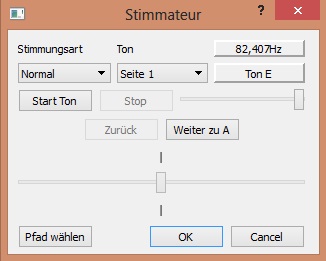 Stimmateur
?
Stimmungsart Ton 82,407Hz
Normal Seite 1 Ton E
Start Ton Stop
Zurück Weiter zu A
Pfad wählen OK Cancel